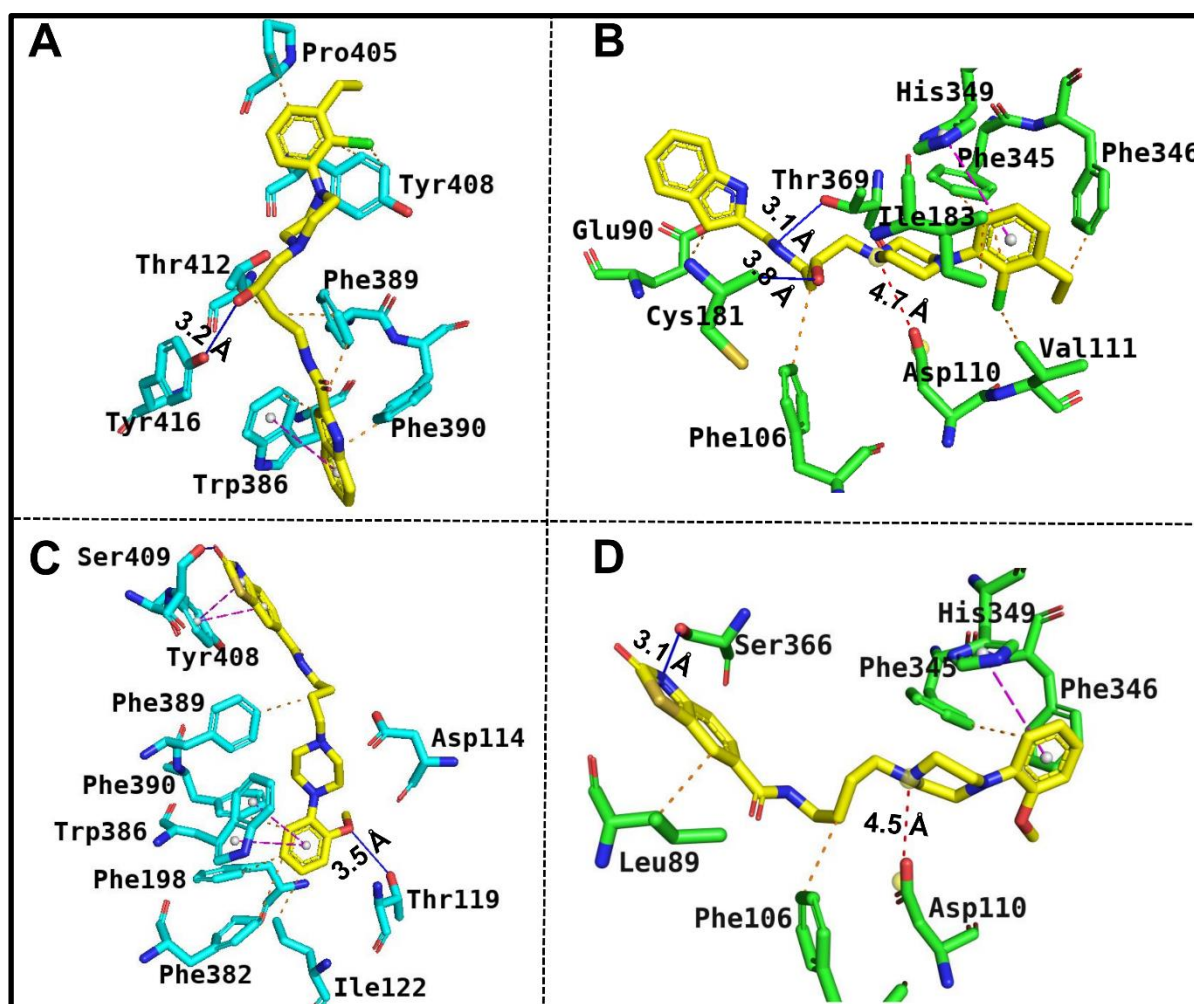 A
Pro405
Tyr408
Thr412
Phe389
3.2 Å
Tyr416
Phe390
Trp386
B
His349
Phe345
Phe346
Thr369
3.1 Å
Ile183
Glu90
3.8 Å
4.7 Å
Cys181
Val111
Asp110
Phe106
C
Ser409
Tyr408
Phe389
Asp114
Phe390
Trp386
3.5 Å
Phe198
Thr119
Phe382
Ile122
D
His349
3.1 Å
Ser366
Phe345
Phe346
4.5 Å
Leu89
Phe106
Asp110